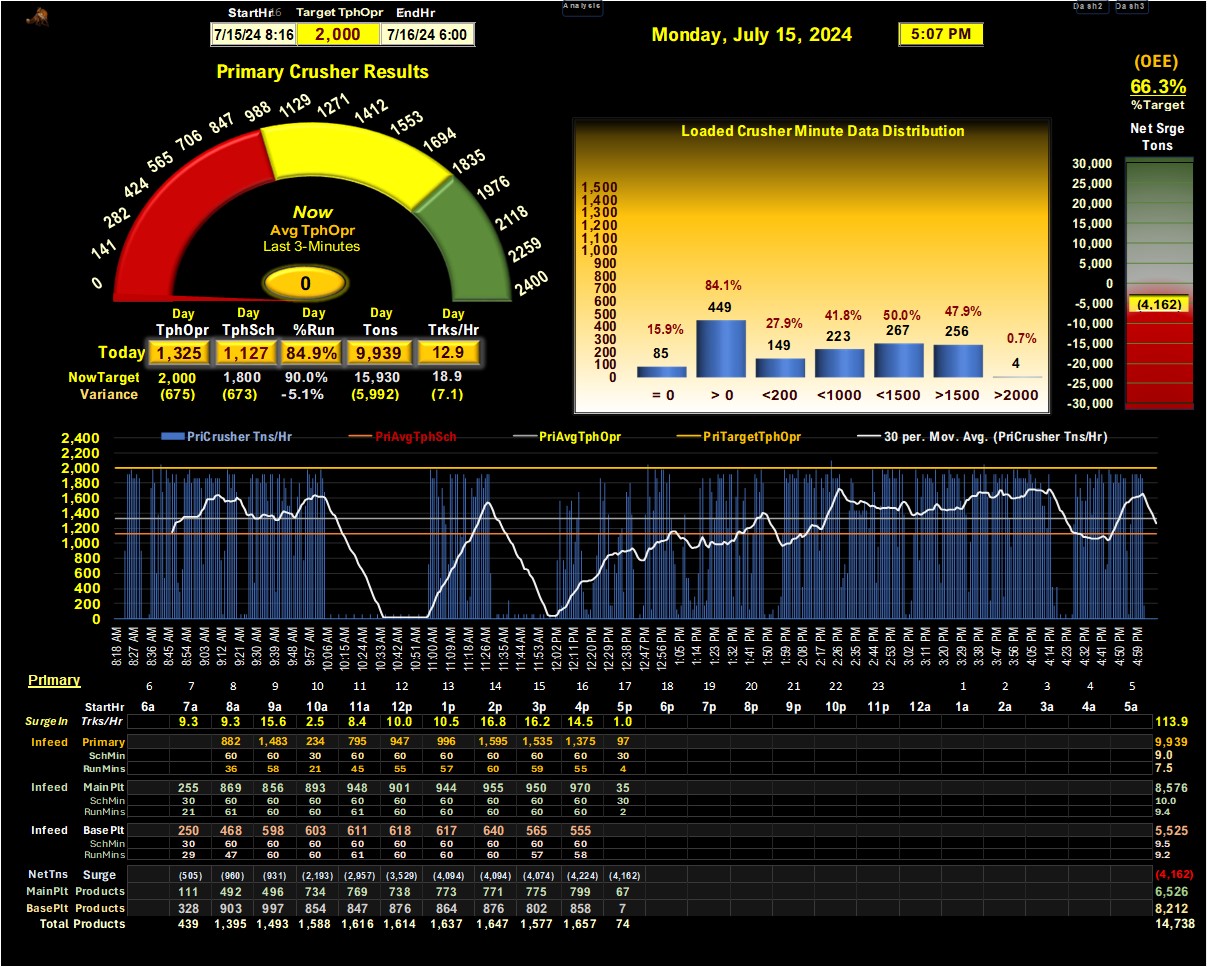 StartHr 16 Target TphOpr EndHr
7/15/24 8:16 2,000 7/16/24 6:00
Analysis
Monday, July 15, 2024
5:07 PM
Dash2 Dash3
Primary Crusher Results
0 141 282 424 565 706 847 988 1129 1271 1412 1553 1694 1835 1976 2118 2259 2400
Now
Avg TphOpr
Last 3-Minutes
0
Day Day Day Day Day
TphOpr TphSch %Run Tons Trks/Hr
Today 1,325 1,127 84.9% 9,939 12.9
NowTarget 2,000 1,800 90.0% 15,930 18.9
Variance (675) (673) -5.1% (5,992) (7.1)
Loaded Crusher Minute Data Distribution
1,500
1,400
1,300
1,200
1,100
1,000
900
800
700
600
500
400
300
200
100
0
15.9% 84.1% 27.9% 41.8% 50.0% 47.9% 0.7%
85 449 149 223 267 256 4
= 0 > 0 <200 <1000 <1500 >1500 >2000
(OEE)
66.3%
%Target
Net Srge
Tons
30,000
25,000
20,000
15,000
10,000
5,000
0
-5,000
-10,000
-15,000
-20,000
-25,000
-30,000
(4,162)
PriCrusher Tns/Hr PriAvgTphSch PriAvgTphOpr PriTargetTphOpr 30 per. Mov. Avg. (PriCrusher Tns/Hr)
2,400
2,200
2,000
1,800
1,600
1,400
1,200
1,000
800
600
400
200
0
8:18 AM 8:27 AM 8:36 AM 8:45 AM 8:54 AM 9:03 AM 9:12 AM 9:21 AM 9:30 AM 9:39 AM 9:48 AM 9:57 AM 10:06 AM 10:15 AM 10:24 AM 10:33 AM 10:42 AM 10:51 AM 11:00 AM 11:09 AM 11:18 AM 11:26 AM 11:35 AM 11:44 AM 11:53 AM 12:02 PM 12:11 PM 12:20 PM 12:29 PM 12:38 PM 12:47 PM 12:56 PM 1:05 PM 1:14 PM 1:23 PM 1:32 PM 1:41 PM 1:50 PM 1:59 PM 2:08 PM 2:17 PM 2:26 PM 2:35 PM 2:44 PM 2:53 PM 3:02 PM 3:11 PM 3:20 PM 3:29 PM 3:38 PM 3:47 PM 3:56 PM 4:05 PM 4:14 PM 4:23 PM 4:32 PM 4:41 PM 4:50 PM 4:59 PM
Primary
6 7 8 9 10 11 12 13 14 15 16 17 18 19 20 21 22 23 1 2 3 4 5
StartHr 6a 7a 8a 9a 10a 11a 12p 1p 2p 3p 4p 5p 6p 7p 8p 9p 10p 11p 12a 1a 2a 3a 4a 5a
SurgeIn Trks/Hr 9.3 9.3 15.6 2.5 8.4 10.0 10.5 16.8 16.2 14.5 1.0 113.9
Infeed Primary 882 1,483 234 795 947 996 1,595 1,535 1,375 97 9,939
SchMin 60 60 30 60 60 60 60 60 60 30 9.0
RunMins 36 58 21 45 55 57 60 59 55 4 7.5
Infeed MainPlt 255 869 856 893 948 901 944 955 950 970 35 8,576
SchMin 30 60 60 60 60 60 60 60 60 60 30 10.0
RunMins 21 61 60 60 61 60 60 60 60 60 2 9.4
Infeed Base Plt 250 468 598 603 611 618 617 640 565 555 5,525
SchMin 30 60 60 60 60 60 60 60 60 60 9.5
RunMins 29 47 60 60 61 60 60 60 57 58 9.2
NetTns Surge (505) (960) (931) (2,193) (2,957) (3,529) (4,094) (4,094) (4,074) (4,224) (4,162) (4,162)
MainPlt Products 111 492 496 734 769 738 773 771 775 799 67 6,526
BasePlt Products 328 903 997 854 847 876 864 876 802 858 7 8,212
Total Products 439 1,395 1,493 1,588 1,616 1,614 1,637 1,647 1,577 1,657 74 14,738